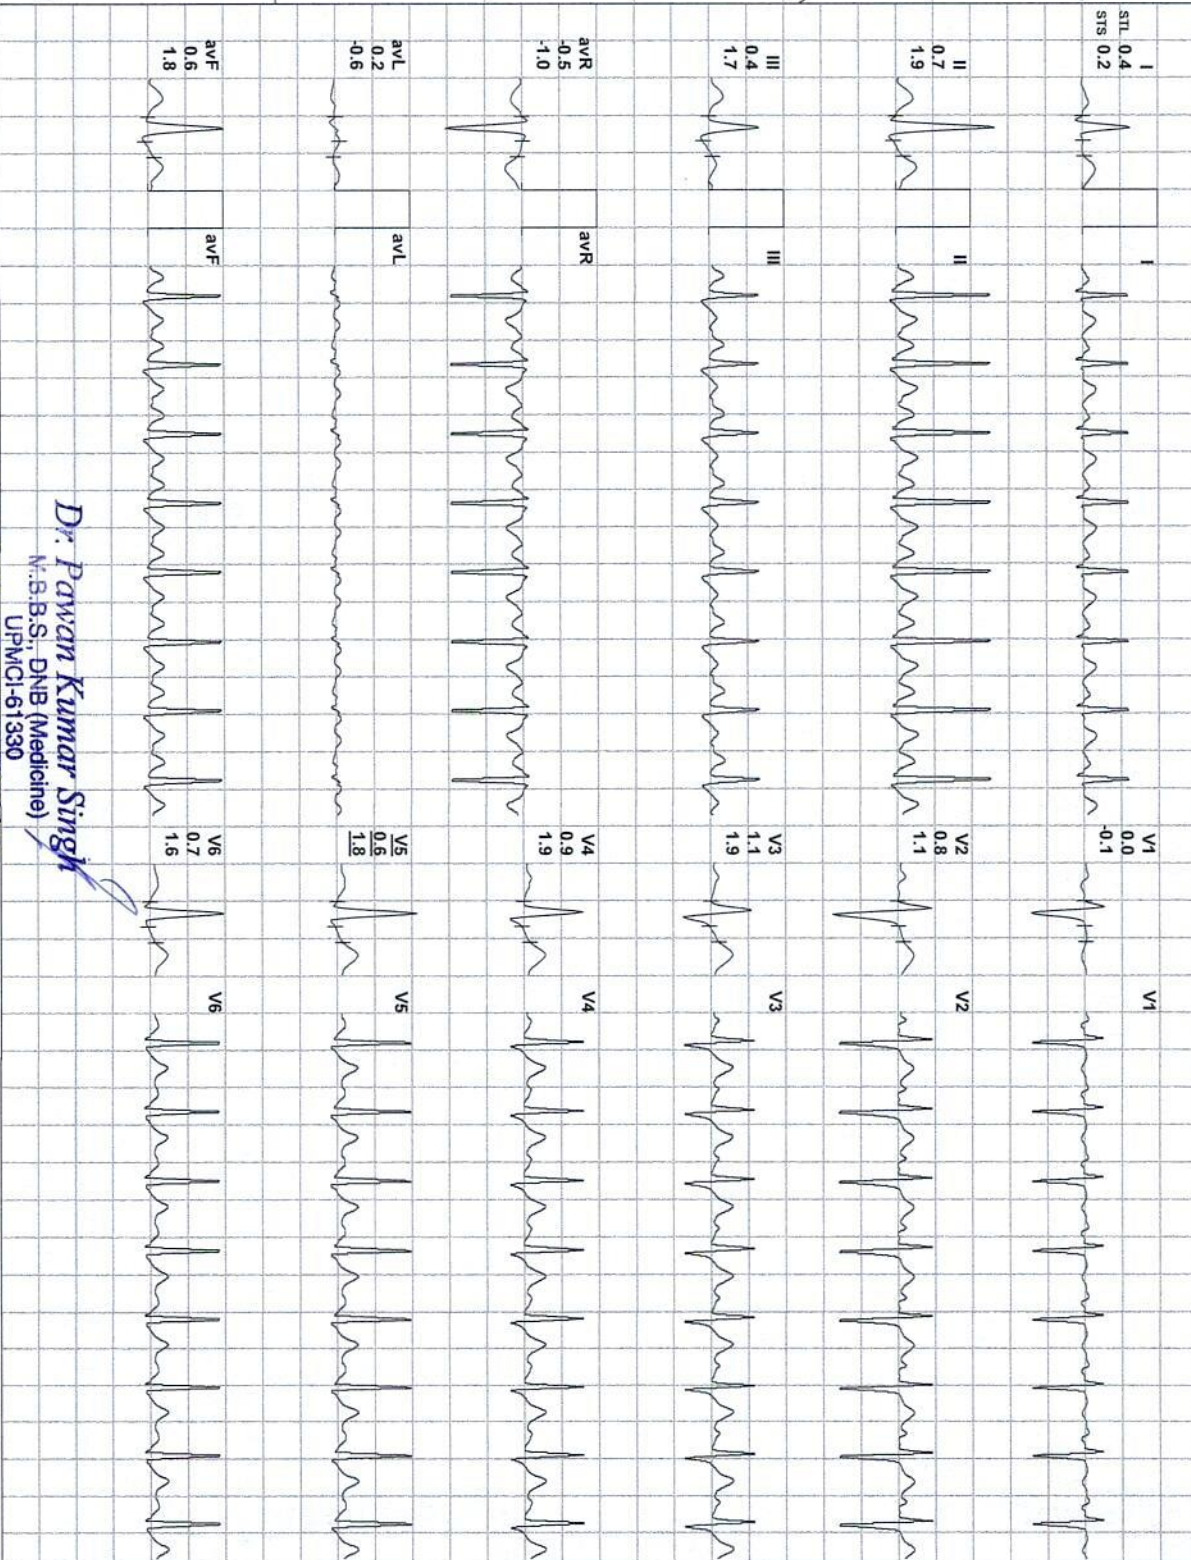 I
STL 0.4
STS 0.2
II
0.7
1.9
III
0.4
1.7
avR
-0.5
-1.0
avL
0.2
-0.6
avF
0.6
1.8
I
II
III
avR
avL
avF
V1
0.0
-0.1
V2
0.8
1.1
V3
1.1
1.9
V4
0.9
1.9
V5
0.6
1.8
V6
0.7
1.6
V1
V2
V3
V4
V5
V6
Dr. Pawan Kumar Singh
M.B.B.S., DNB (Medicine)
UPMCI-61330